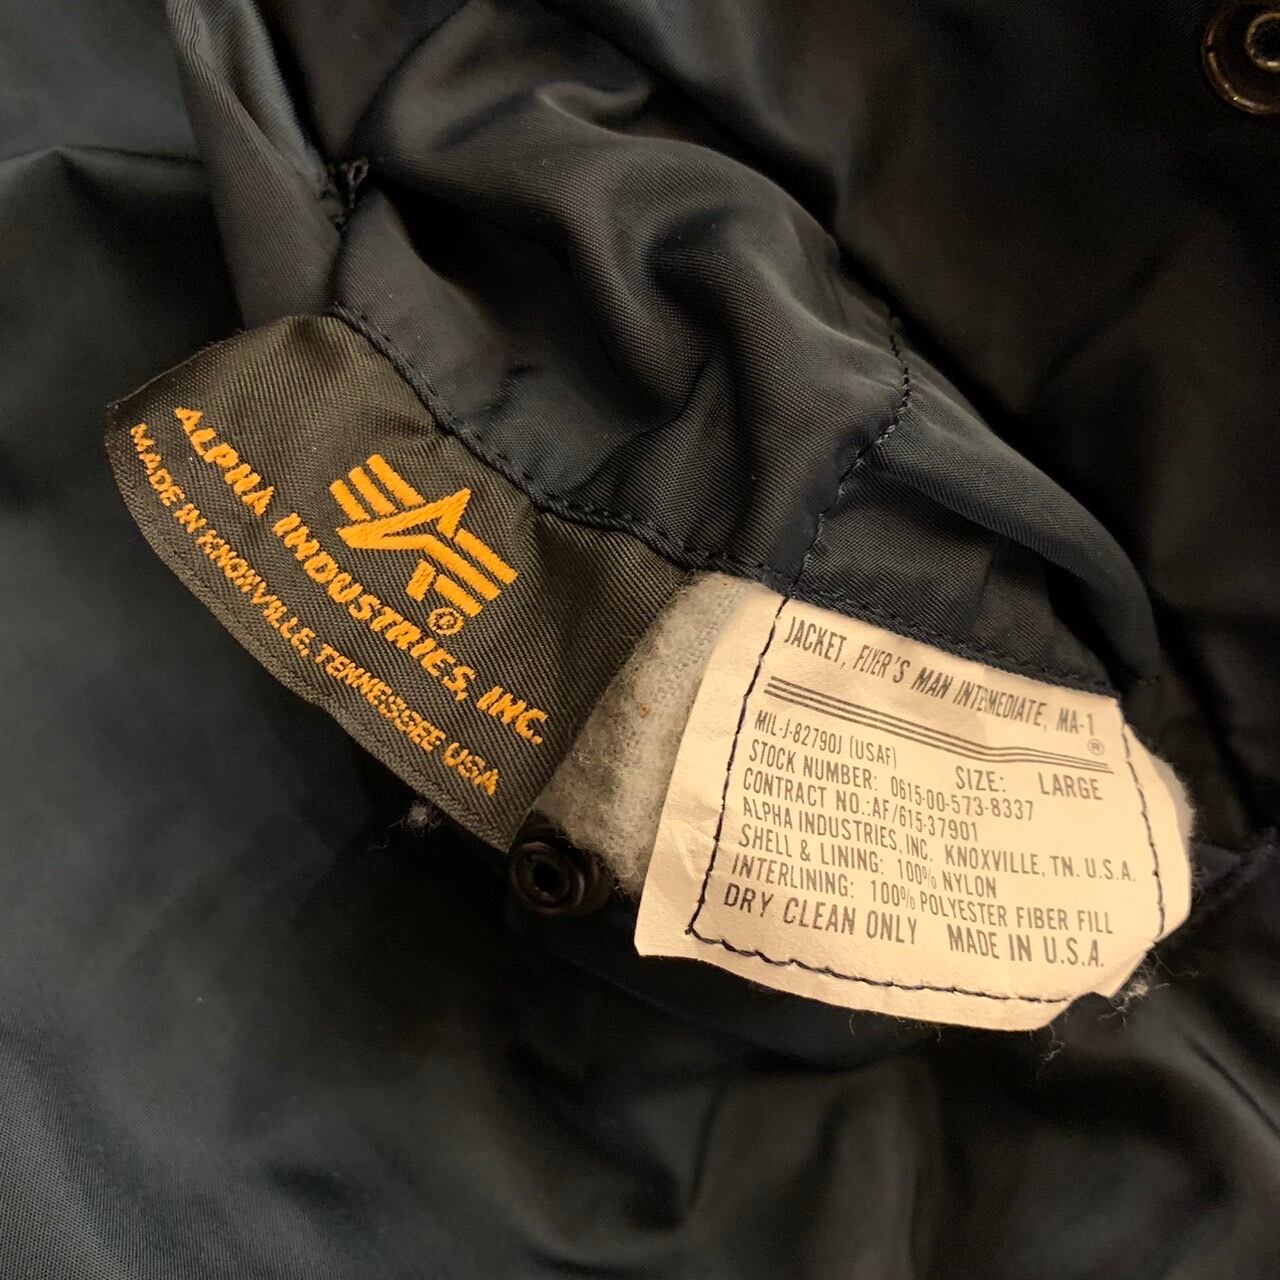 ALPHA INDUSTRIES, INC.
MADE IN KNOXVILLE, TENNESSEE USA
®
JACKET, FLYER'S MAN INTERMEDIATE, MA-1
®
MIL-J-82790J (USAF)
SIZE: LARGE
STOCK NUMBER: 0615-00-573-8337
CONTRACT NO.:AF/615-37901
ALPHA INDUSTRIES, INC. KNOXVILLE, TN. U.S.A.
SHELL & LINING: 100% NYLON
INTERLINING: 100% POLYESTER FIBER FILL
DRY CLEAN ONLY MADE IN U.S.A.